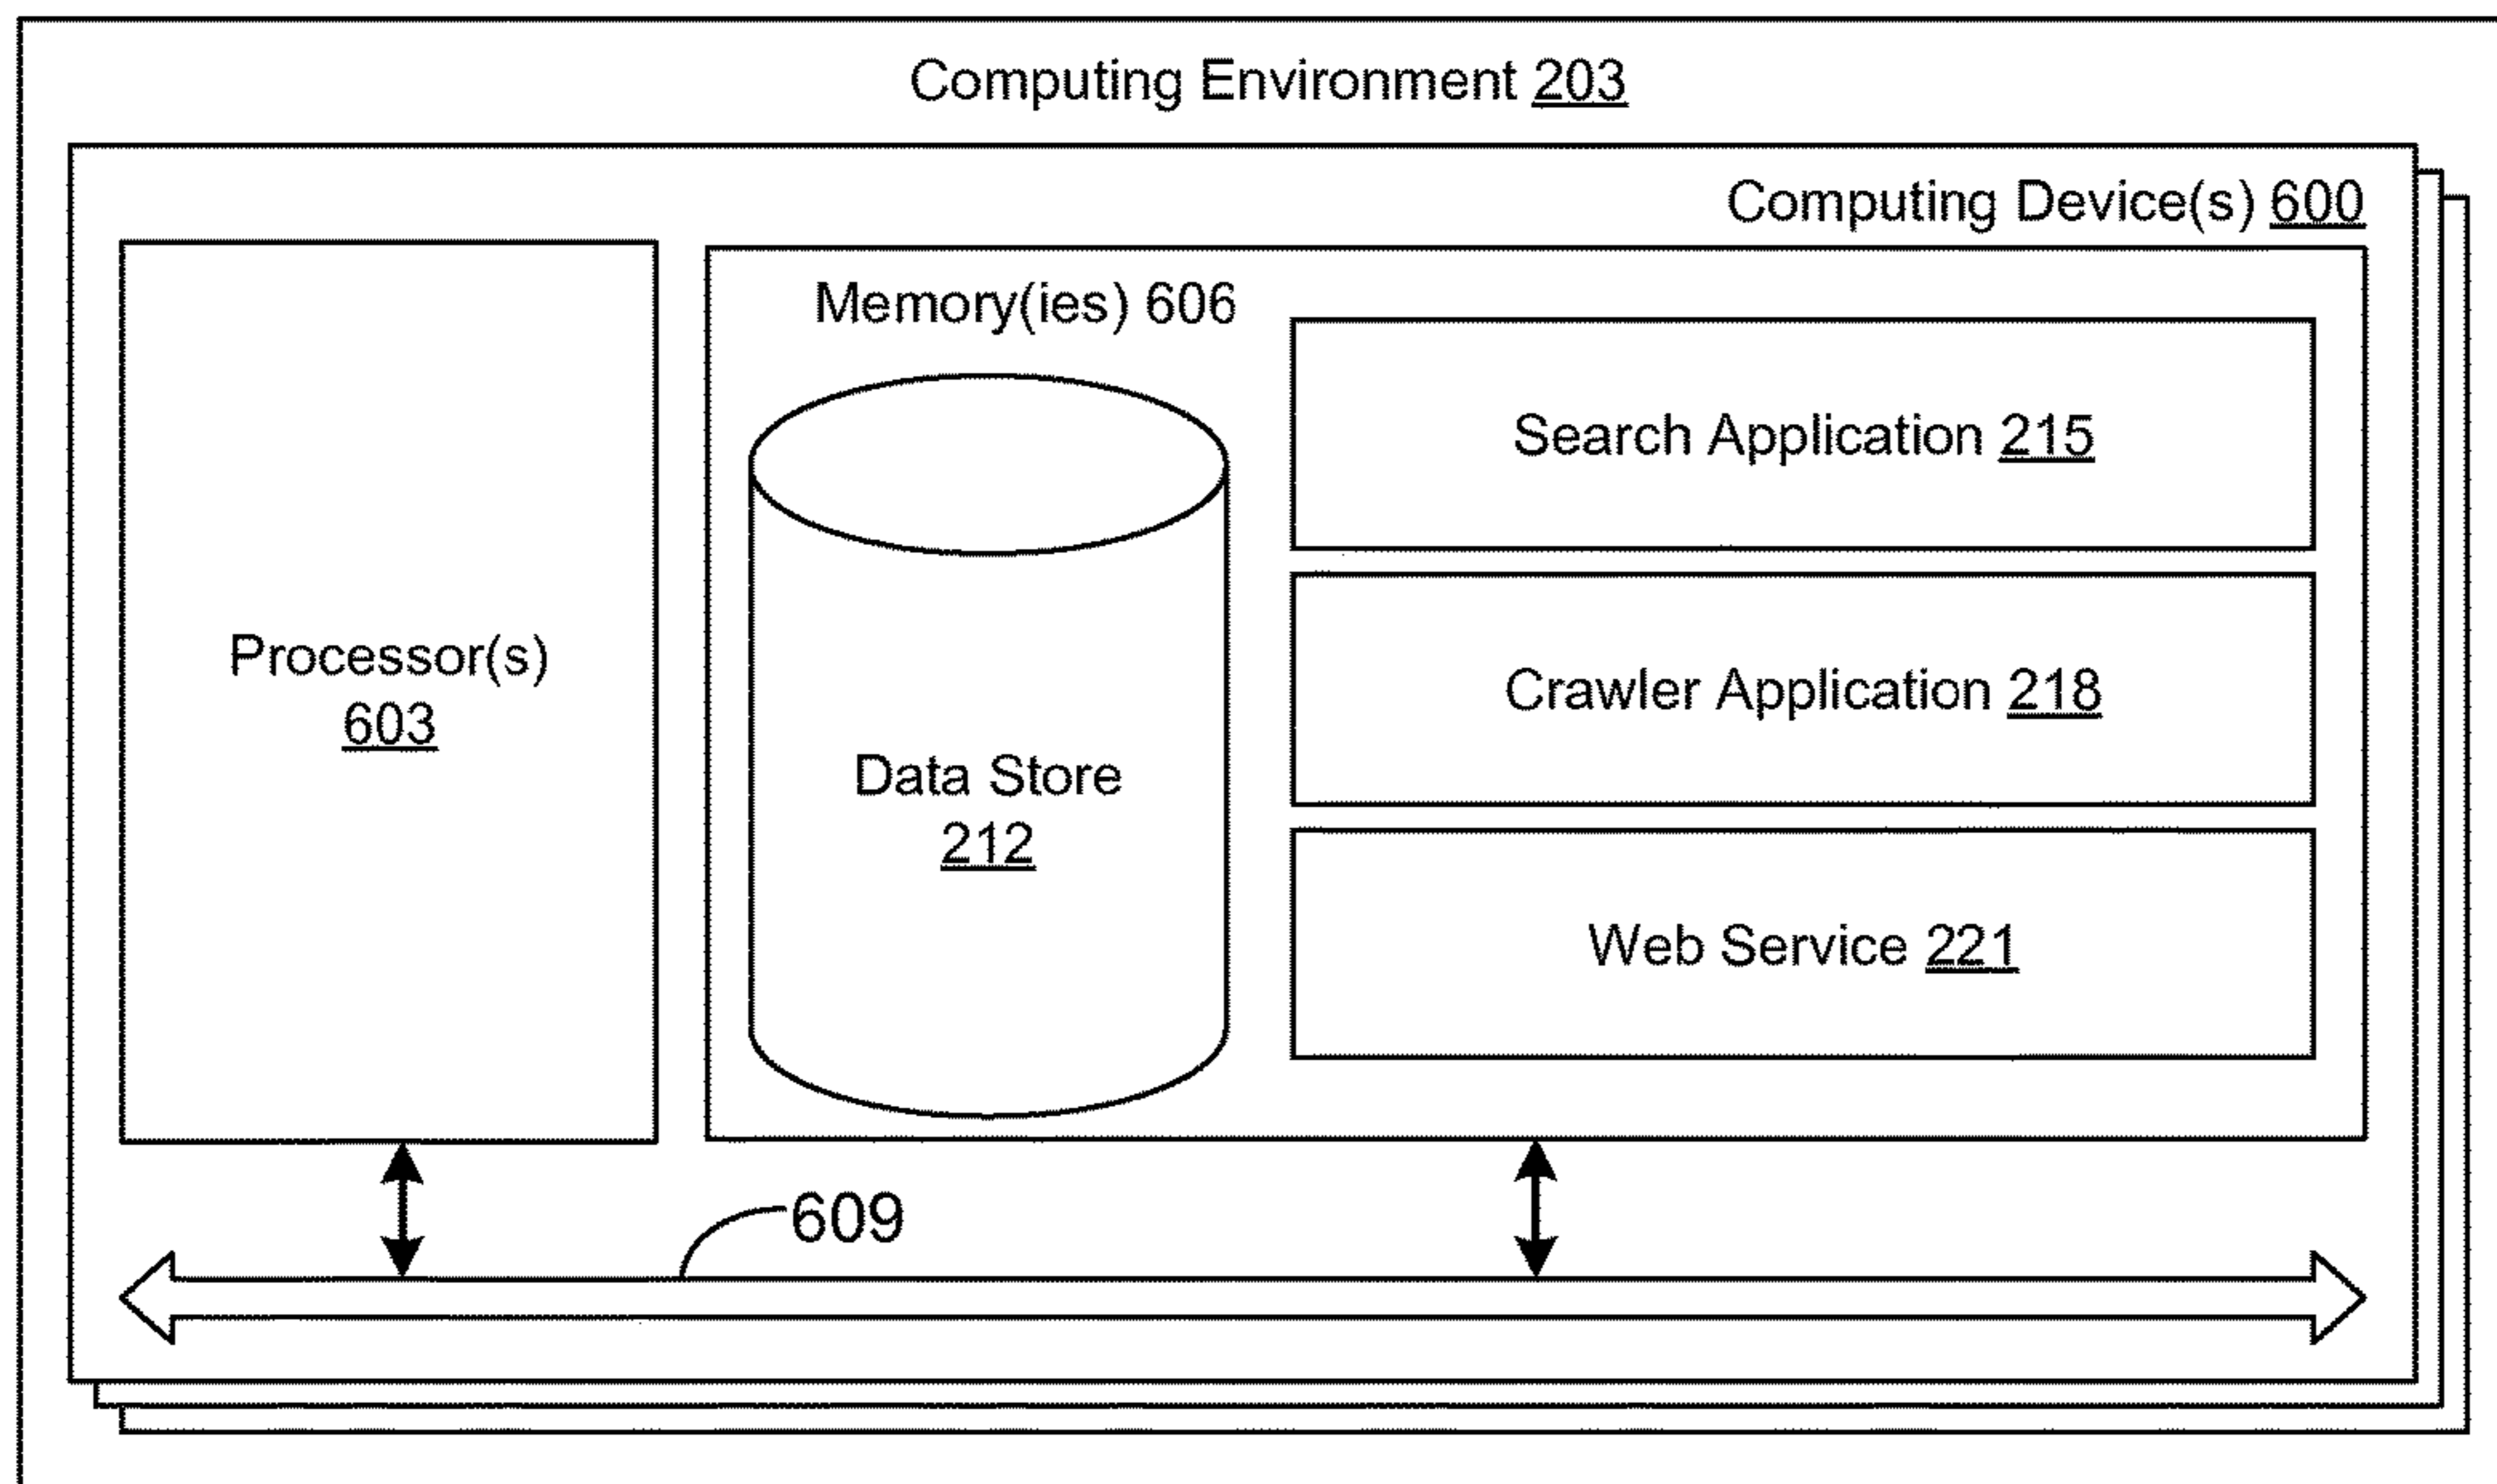 Computing Environment 203
Computing Device(s) 600
Memory(ies) 606
Search Application 215
Processor(s)
603
Crawler Application 218
Data Store
212
Web Service 221
609